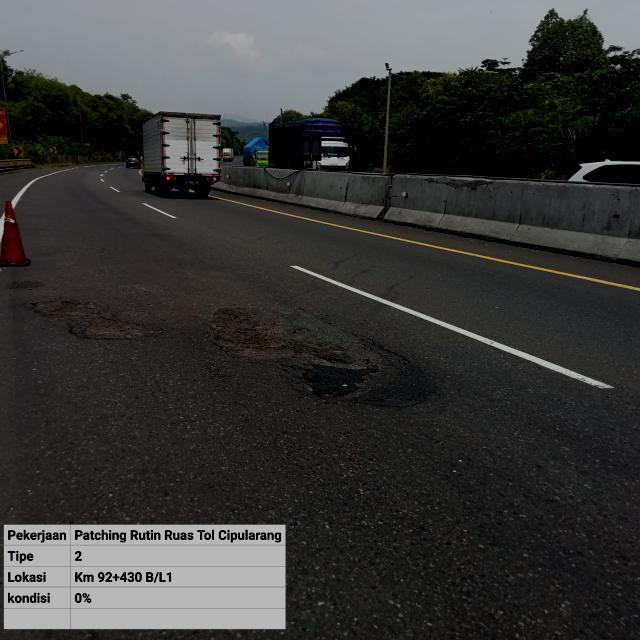 Pekerjaan Patching Rutin Ruas Tol Cipularang
Tipe 2
Lokasi Km 92+430 B/L1
kondisi 0%